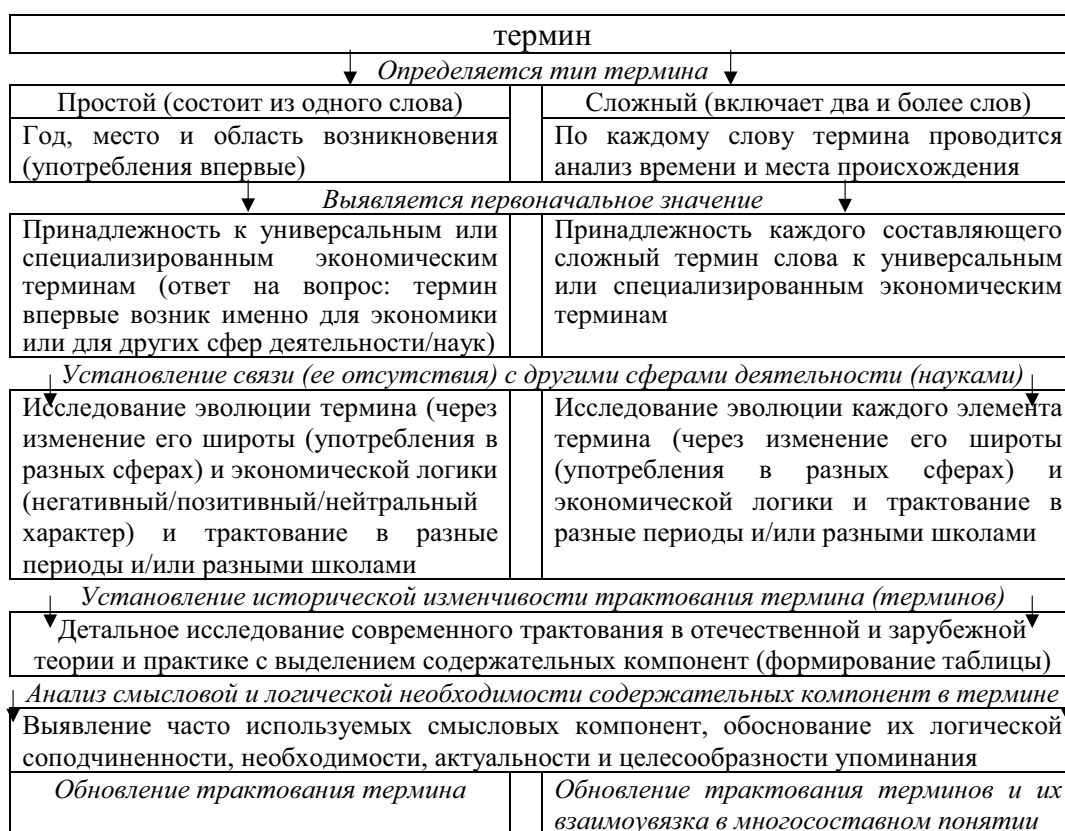 термин
Определяется тип термина
Простой (состоит из одного слова)
Год, место и область возникновения
(употребления впервые)
Сложный (включает два и более слов)
По каждому слову термина проводится
анализ времени и места происхождения
Выявляется первоначальное значение
Принадлежность к универсальным или
специализированным экономическим
терминам (ответ на вопрос: термин
впервые возник именно для экономики
или для других сфер деятельности/наук)
Принадлежность каждого составляющего
сложный термин слова к универсальным
или специализированным экономическим
терминам
Установление связи (ее отсутствия) с другими сферами деятельности (науками)
Исследование эволюции термина (через
изменение его широты (употребления в
разных сферах) и экономической логики
(негативный/позитивный/нейтральный
характер) и трактование в разные
периоды и/или разными школами
Исследование эволюции каждого элемента
термина (через изменение его широты
(употребления в разных сферах) и
экономической логики и трактование в
разные периоды и/или разными школами
Установление исторической изменчивости трактования термина (терминов)
Детальное исследование современного трактования в отечественной и зарубежной
теории и практике с выделением содержательных компонент (формирование таблицы)
Анализ смысловой и логической необходимости содержательных компонент в термине
Выявление часто используемых смысловых компонент, обоснование их логической
соподчиненности, необходимости, актуальности и целесообразности упоминания
Обновление трактования термина
Обновление трактования терминов и их
взаимоувязка в многосоставном понятии